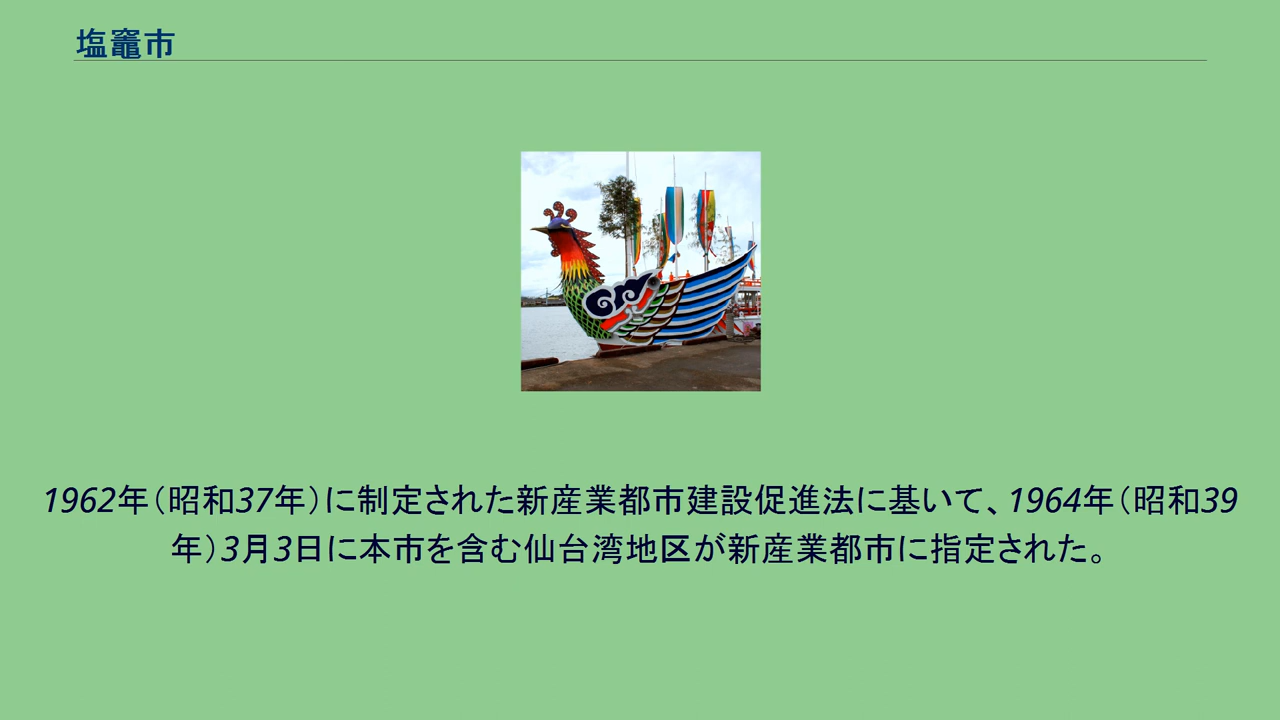 塩竈市
1962年（昭和37年）に制定された新産業都市建設促進法に基いて、1964年（昭和39
年）3月3日に本市を含む仙台湾地区が新産業都市に指定された。